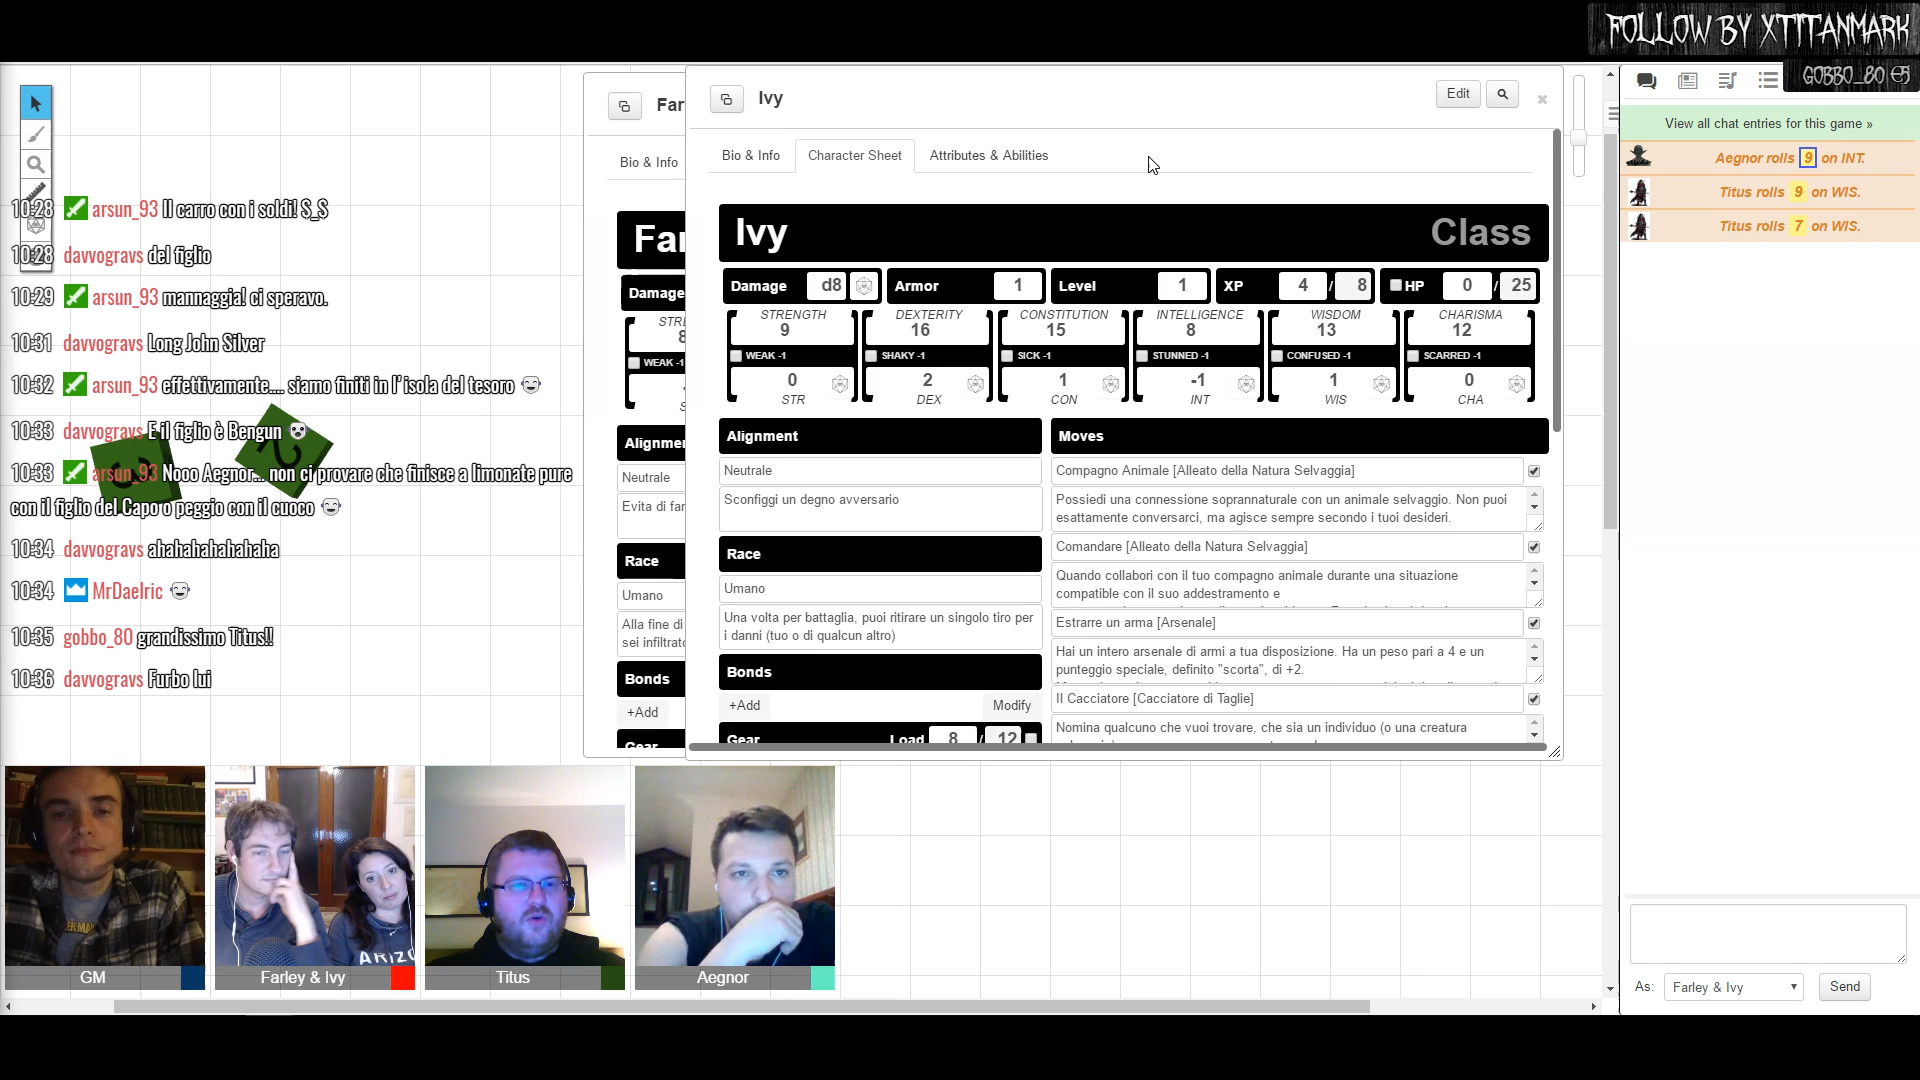 FOLLOW BY XTITANMARK
GOBBO_80
10:28 arsun_93 Il carro con i soldi! $_$
10:28 davvogravs del figlio
10:29 arsun_93 mannaggia! ci speravo.
10:31 davvogravs Long John Silver
10:32 arsun_93 effettivamente.... siamo finiti in l'isola del tesoro
10:33 davvogravs E il figlio è Bengun
10:33 arsun_93 Nooo Aegnor... non ci provare che finisce a limonate pure
con il figlio del Capo o peggio con il cuoco
10:34 davvogravs ahahahahahahaha
10:34 MrDaelric
10:35 gobbo_80 grandissimo Titus!!
10:36 davvogravs Furbo lui
Far
Bio & Info
Far
Damage
STRE
8
WEAK -1
Neutrale
Evita di far
Race
Umano
Alla fine di
sei infiltrato
Bonds
+Add
Gear
Ivy
Edit
Bio & Info
Character Sheet
Attributes & Abilities
Ivy
Class
Damage d8
Armor 1
Level 1
XP 4 / 8
HP 0 / 25
STRENGTH
9
WEAK -1
0
STR
DEXTERITY
16
SHAKY -1
2
DEX
CONSTITUTION
15
SICK -1
1
CON
INTELLIGENCE
8
STUNNED -1
-1
INT
WISDOM
13
CONFUSED -1
1
WIS
CHARISMA
12
SCARRED -1
0
CHA
Alignment
Neutrale
Sconfiggi un degno avversario
Race
Umano
Una volta per battaglia, puoi ritirare un singolo tiro per
i danni (tuo o di qualcun altro)
Bonds
+Add
Modify
Gear
Load 8 / 12
Moves
Compagno Animale [Alleato della Natura Selvaggia]
Possiedi una connessione soprannaturale con un animale selvaggio. Non puoi
esattamente conversarci, ma agisce sempre secondo i tuoi desideri.
Comandare [Alleato della Natura Selvaggia]
Quando collabori con il tuo compagno animale durante una situazione
compatible con il suo addestramento e
Estrarre un arma [Arsenale]
Hai un intero arsenale di armi a tua disposizione. Ha un peso pari a 4 e un
punteggio speciale, definito "scorta", di +2.
Il Cacciatore [Cacciatore di Taglie]
Nomina qualcuno che vuoi trovare, che sia un individuo (o una creatura
View all chat entries for this game »
Aegnor rolls 9 on INT.
Titus rolls 9 on WIS.
Titus rolls 7 on WIS.
As:
Farley & Ivy
Send
GM
Farley & Ivy
Titus
Aegnor
ARIZO